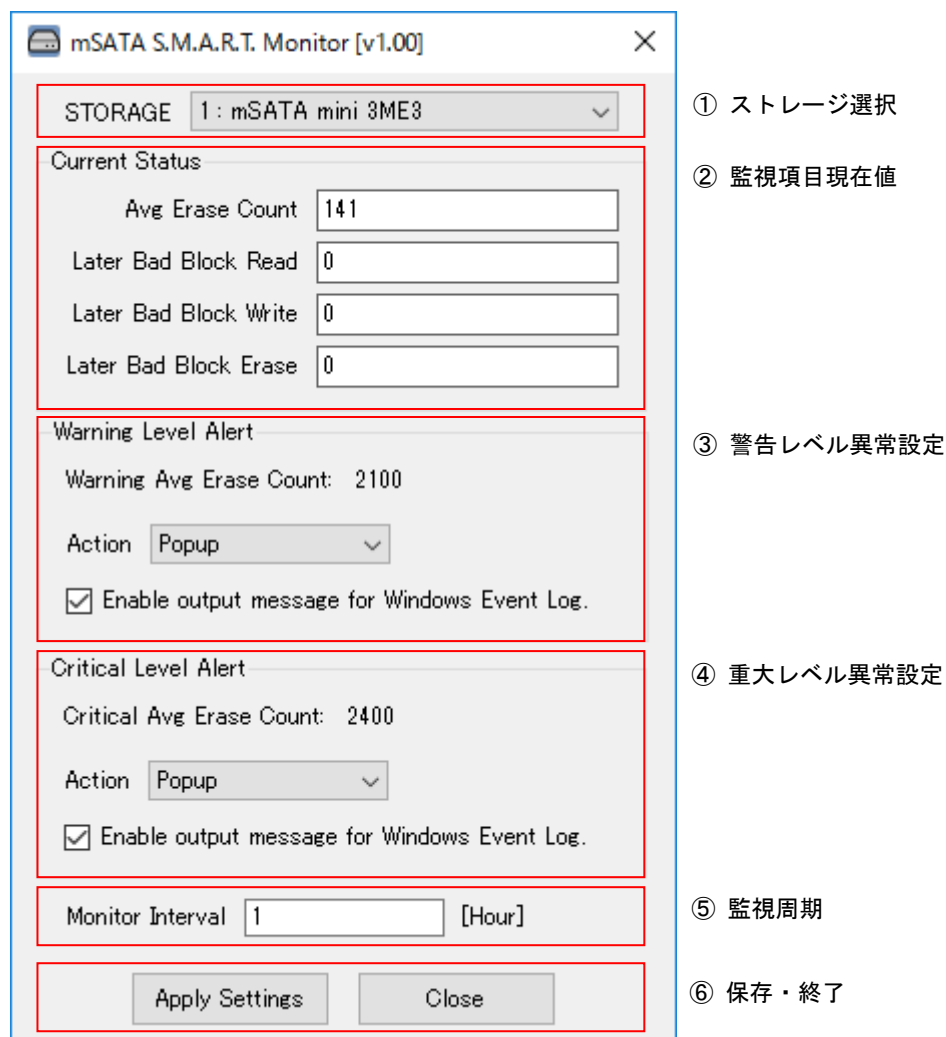 mSATA S.M.A.R.T. Monitor [v1.00]
STORAGE 1 : mSATA mini 3ME3
① ストレージ選択
Current Status
② 監視項目現在値
Avg Erase Count 141
Later Bad Block Read 0
Later Bad Block Write 0
Later Bad Block Erase 0
Warning Level Alert
③ 警告レベル異常設定
Warning Avg Erase Count: 2100
Action Popup
Enable output message for Windows Event Log.
Critical Level Alert
④ 重大レベル異常設定
Critical Avg Erase Count: 2400
Action Popup
Enable output message for Windows Event Log.
Monitor Interval 1 [Hour]
⑤ 監視周期
Apply Settings Close
⑥ 保存・終了